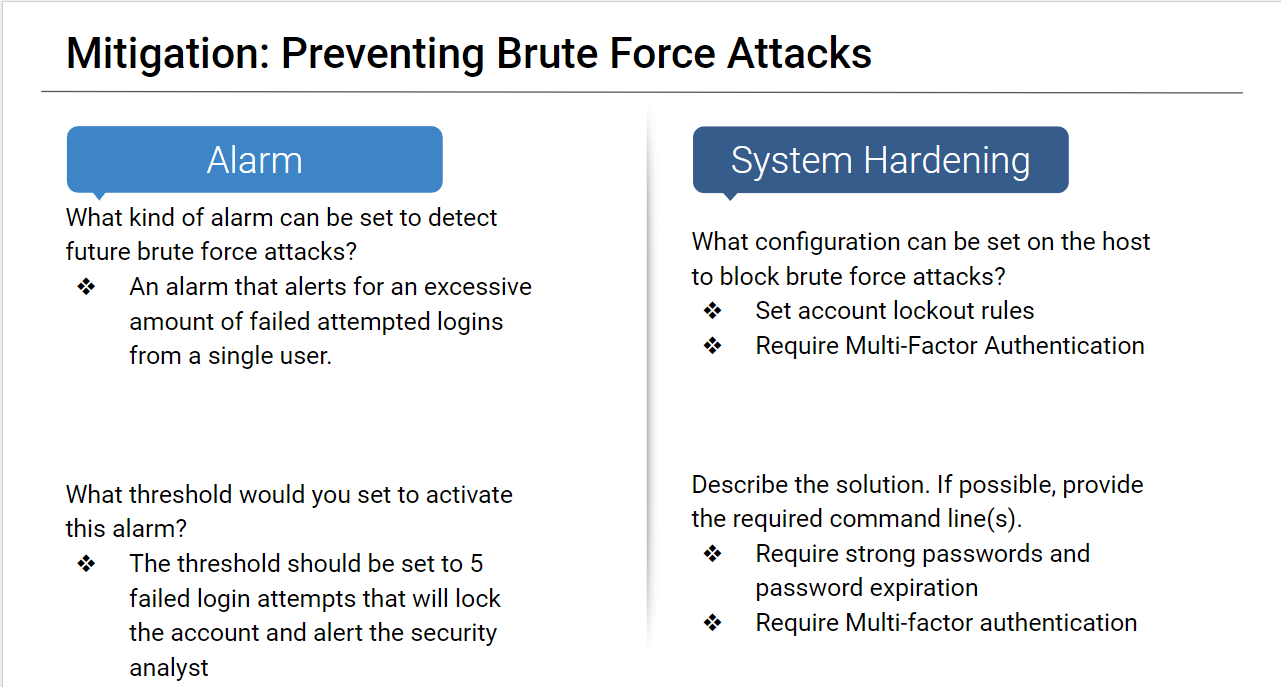 Mitigation: Preventing Brute Force Attacks
Alarm
What kind of alarm can be set to detect
future brute force attacks?
❖ An alarm that alerts for an excessive
amount of failed attempted logins
from a single user.
What threshold would you set to activate
this alarm?
❖ The threshold should be set to 5
failed login attempts that will lock
the account and alert the security
analyst
System Hardening
What configuration can be set on the host
to block brute force attacks?
❖ Set account lockout rules
❖ Require Multi-Factor Authentication
Describe the solution. If possible, provide
the required command line(s).
❖ Require strong passwords and
password expiration
❖ Require Multi-factor authentication